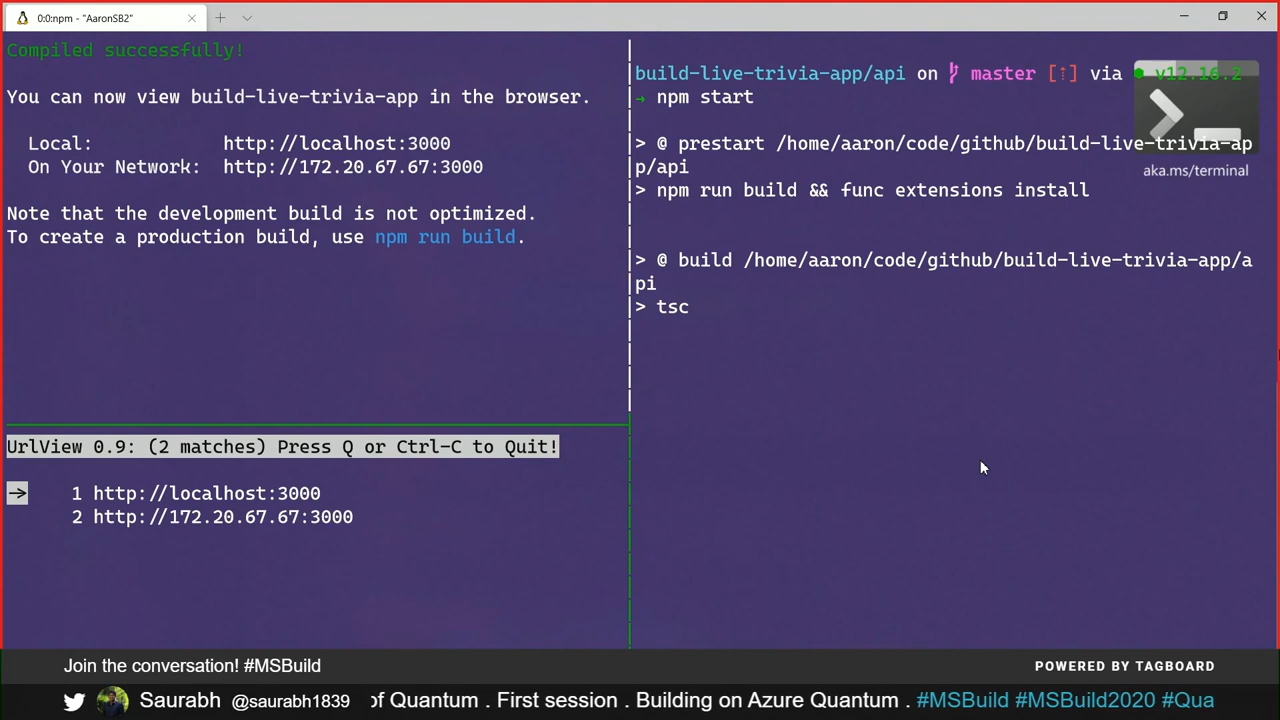 0:0:npm - "AaronSB2"
Compiled successfully!
You can now view build-live-trivia-app in the browser.
Local: http://localhost:3000
On Your Network: http://172.20.67.67:3000
Note that the development build is not optimized.
To create a production build, use npm run build.
UrlView 0.9: (2 matches) Press Q or Ctrl-C to Quit!
-> 1 http://localhost:3000
2 http://172.20.67.67:3000
build-live-trivia-app/api on master [↑] via ● v12.16.2
→ npm start
> @ prestart /home/aaron/code/github/build-live-trivia-ap
p/api
> npm run build && func extensions install
> @ build /home/aaron/code/github/build-live-trivia-app/a
pi
> tsc
aka.ms/terminal
Join the conversation! #MSBuild
POWERED BY TAGBOARD
Saurabh @saurabh1839 of Quantum . First session . Building on Azure Quantum . #MSBuild #MSBuild2020 #Qua